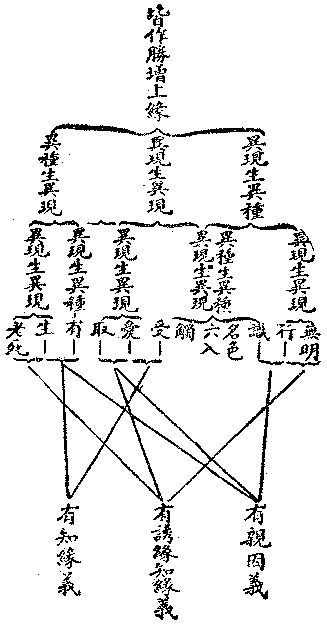 皆作勝增上緣
異現生異種
異現生異現
異種生異現
異現生異現
異種生異種
異現生異現
異現生異現
異現生異種
異現生異現
無明
行
識
名色
六入
觸
受
愛
取
有
生
老死
有親因義
有誘緣知緣義
有知緣義